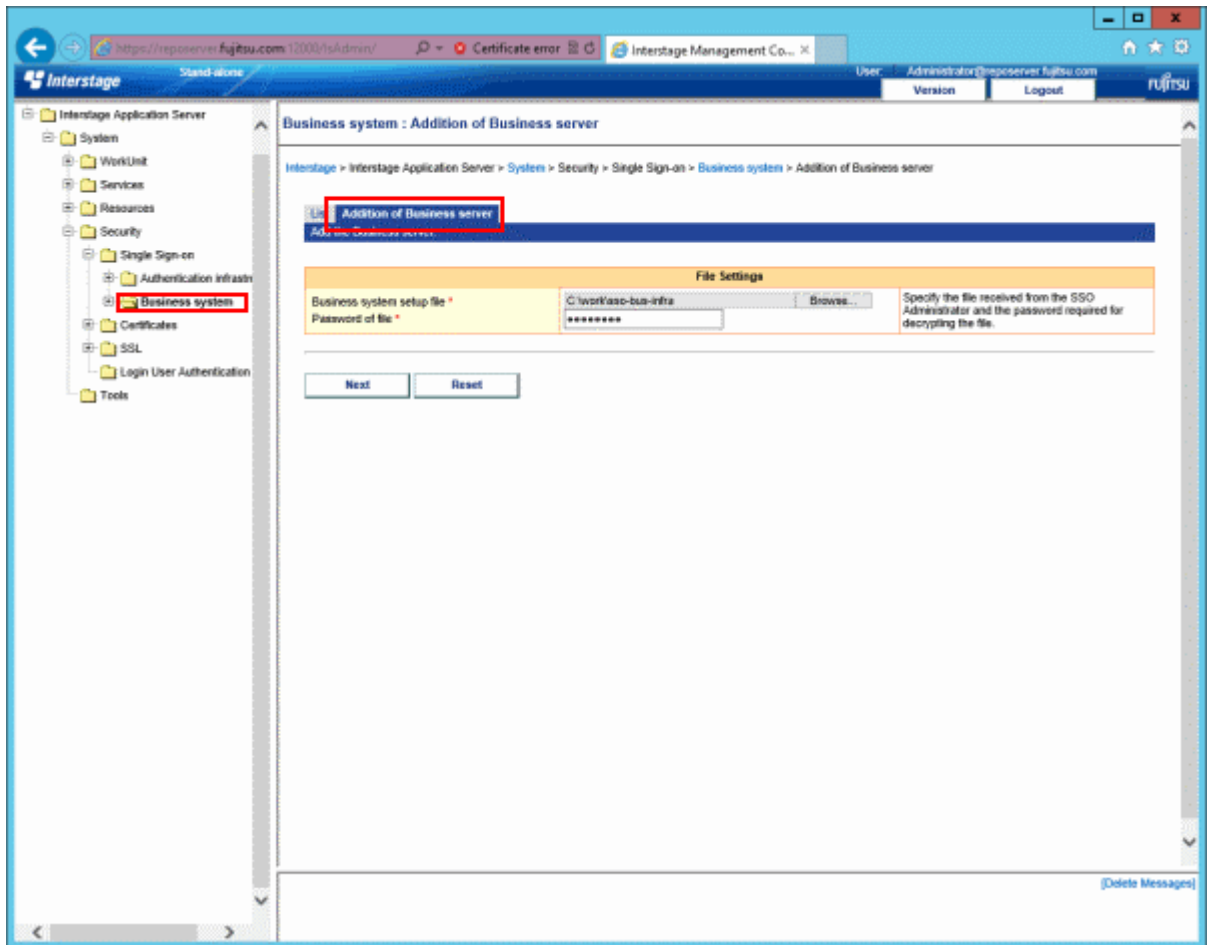 https://reposerver.fujitsu.com:12000/IsAdmin/
Certificate error
Interstage Management Co...
Interstage
Stand-alone
User: Administrator@reposerver.fujitsu.com
Version
Logout
FUJITSU
Interstage Application Server
System
WorkUnit
Services
Resources
Security
Single Sign-on
Authentication infrastr
Business system
Certificates
SSL
Login User Authentication
Tools
Business system : Addition of Business server
Interstage > Interstage Application Server > System > Security > Single Sign-on > Business system > Addition of Business server
Addition of Business server
Add the Business server.
File Settings
Business system setup file *
C:\work\sso-bus-infra
Browse...
Password of file *
Specify the file received from the SSO
Administrator and the password required for
decrypting the file.
Next
Reset
[Delete Messages]